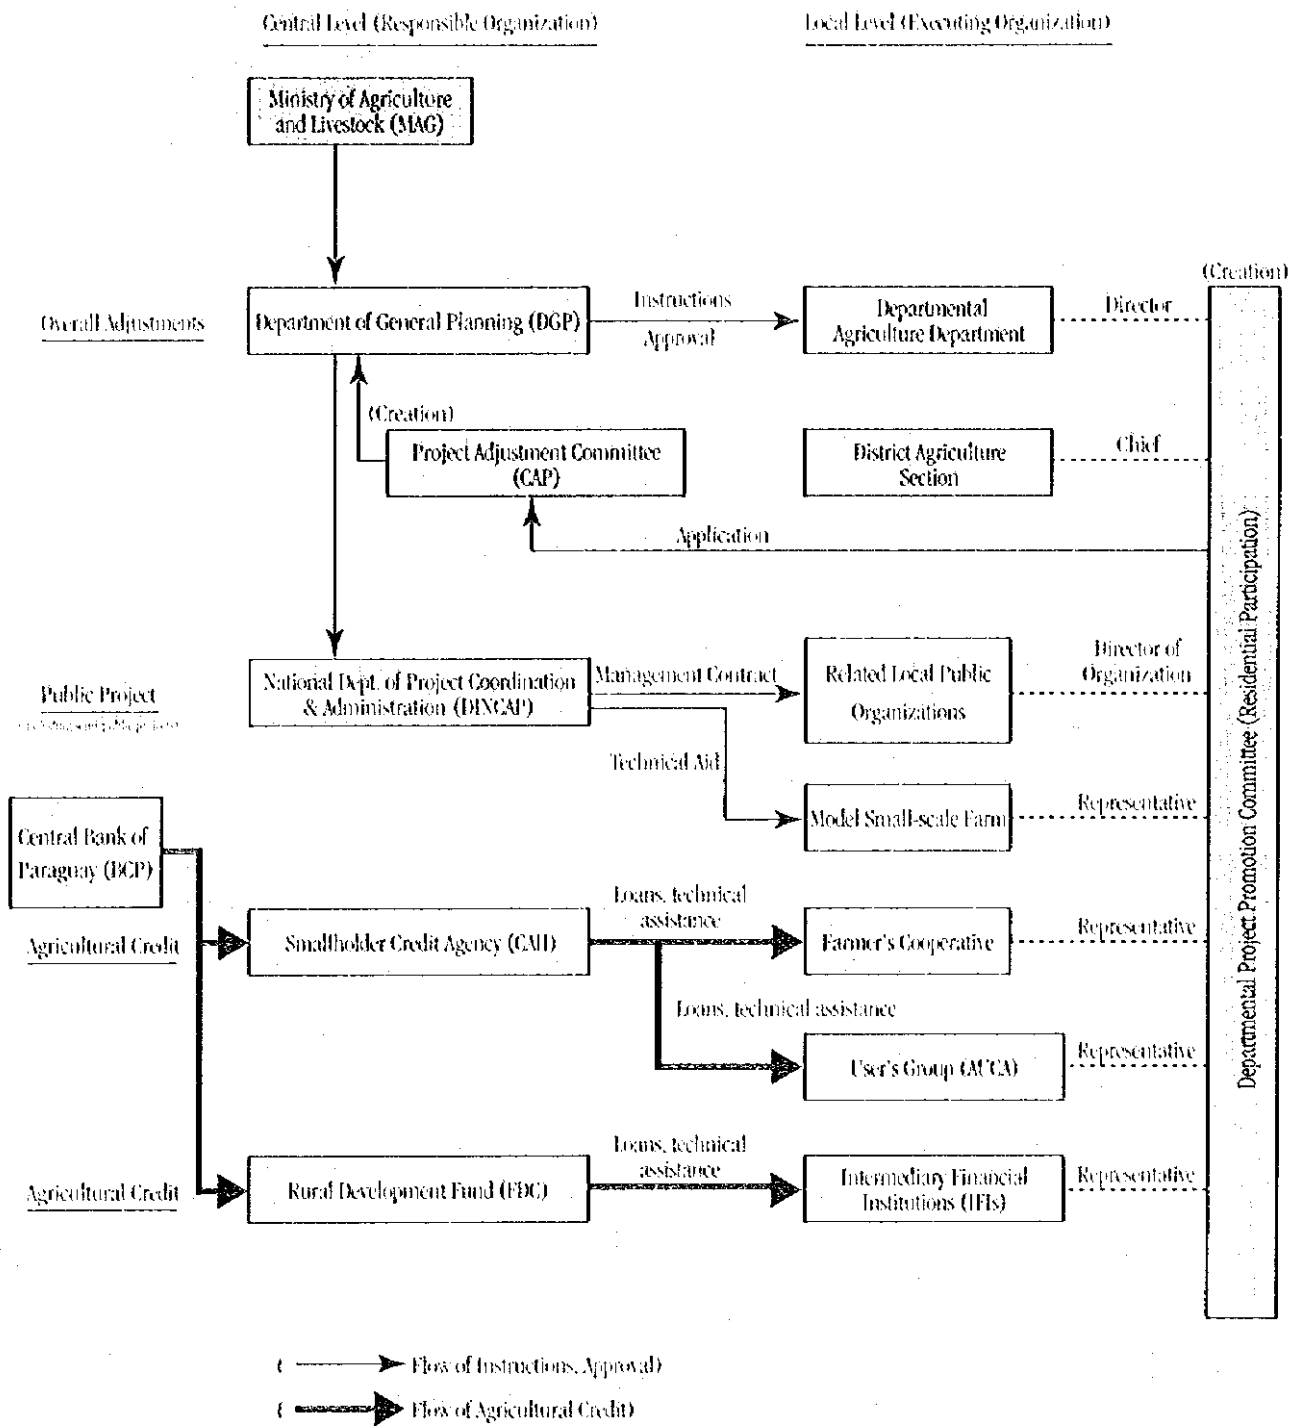 Central Level (Responsible Organization)
Local Level (Executing Organization)
Ministry of Agriculture
and Livestock (MAG)
(Creation)
Overall Adjustments
Department of General Planning (DGP)
Instructions
Approval
Departmental
Agriculture Department
Director
(Creation)
Project Adjustment Committee
(CAP)
District Agriculture
Section
Chief
Application
Departmental Project Promotion Committee (Residential Participation)
Public Project
National Dept. of Project Coordination
& Administration (DINCAP)
Management Contract
Related Local Public
Organizations
Director of
Organization
Technical Aid
Model Small-scale Farm
Representative
Central Bank of
Paraguay (BCP)
Agricultural Credit
Smallholder Credit Agency (CAH)
Loans, technical
assistance
Farmer's Cooperative
Representative
Loans, technical assistance
User's Group (AUCA)
Representative
Agricultural Credit
Rural Development Fund (FDC)
Loans, technical
assistance
Intermediary Financial
Institutions (IFIs)
Representative
( Flow of Instructions, Approval)
( Flow of Agricultural Credit)